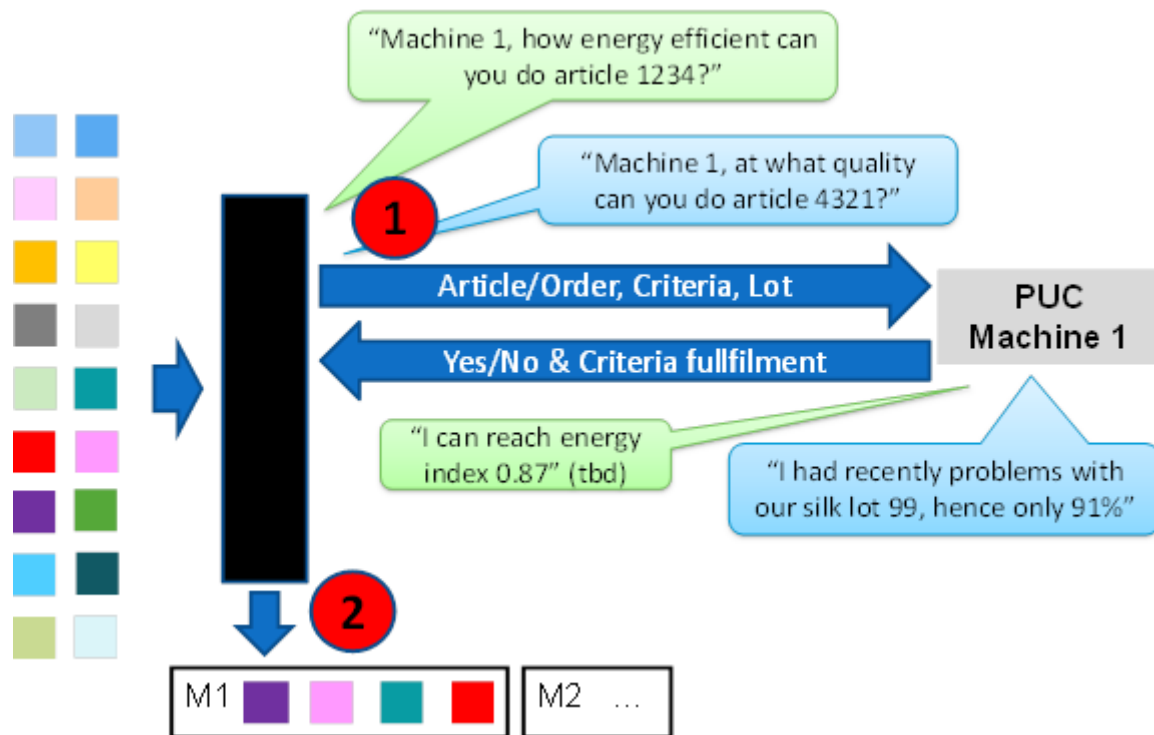 “Machine 1, how energy efficient can
you do article 1234?”
“Machine 1, at what quality
can you do article 4321?”
1
Article/Order, Criteria, Lot
PUC
Machine 1
Yes/No & Criteria fullfilment
“I can reach energy
index 0.87” (tbd)
“I had recently problems with
our silk lot 99, hence only 91%”
2
M1
M2 ...